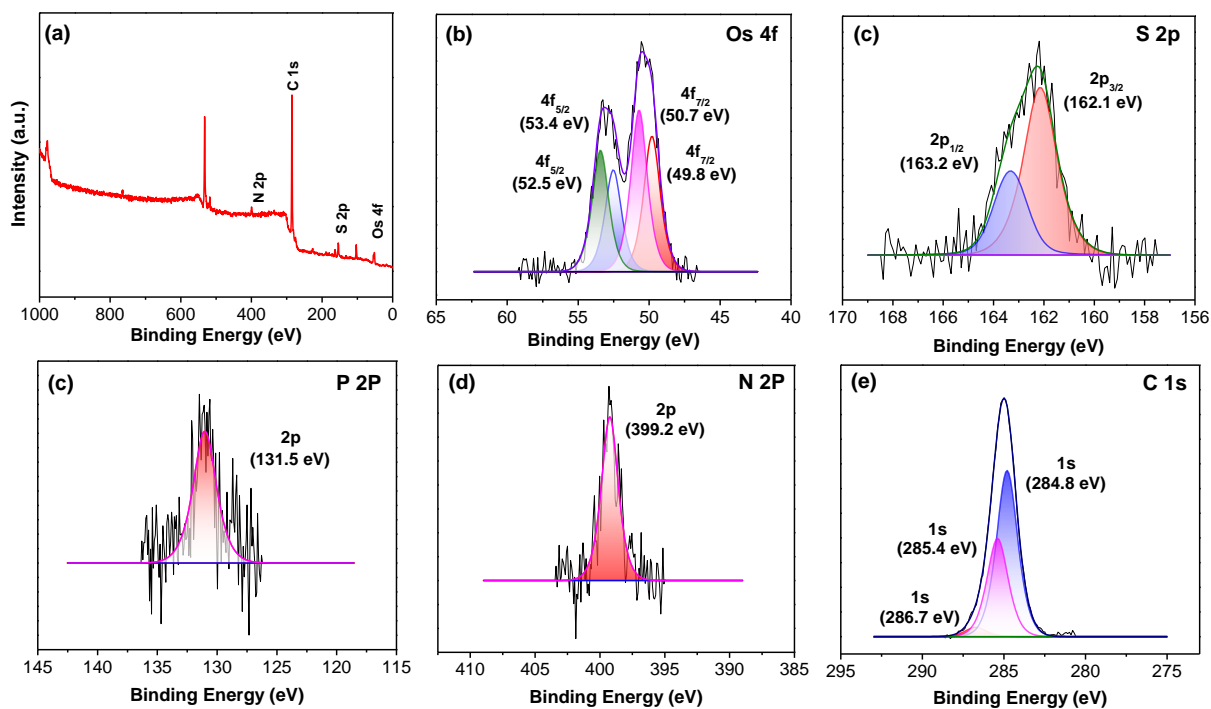 (a)
C 1s
N 2p
S 2p
Os 4f
Intensity (a.u.)
1000 800 600 400 200 0
Binding Energy (eV)
(b)
Os 4f
4f5/2
(53.4 eV)
4f5/2
(52.5 eV)
4f7/2
(50.7 eV)
4f7/2
(49.8 eV)
65 60 55 50 45 40
Binding Energy (eV)
(c)
S 2p
2p3/2
(162.1 eV)
2p1/2
(163.2 eV)
170 168 166 164 162 160 158 156
Binding Energy (eV)
(c)
P 2P
2p
(131.5 eV)
145 140 135 130 125 120 115
Binding Energy (eV)
(d)
N 2P
2p
(399.2 eV)
410 405 400 395 390 385
Binding Energy (eV)
(e)
C 1s
1s
(284.8 eV)
1s
(285.4 eV)
1s
(286.7 eV)
295 290 285 280 275
Binding Energy (eV)